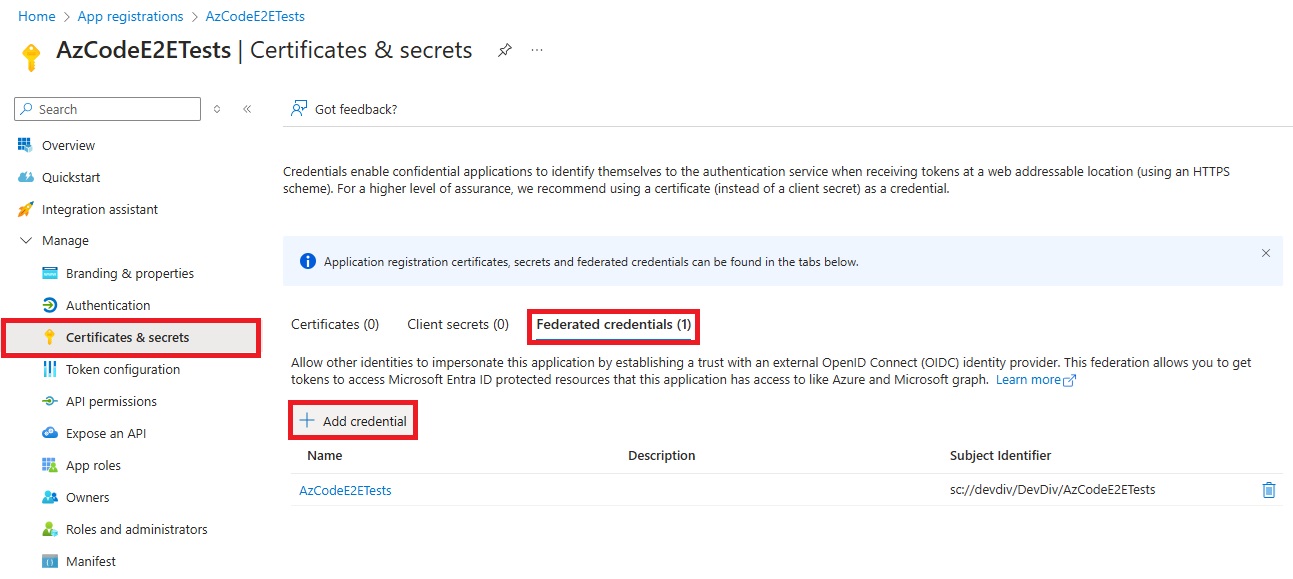 Home > App registrations > AzCodeE2ETests
AzCodeE2ETests | Certificates & secrets
Search
Overview
Quickstart
Integration assistant
Manage
Branding & properties
Authentication
Certificates & secrets
Token configuration
API permissions
Expose an API
App roles
Owners
Roles and administrators
Manifest
Got feedback?
Credentials enable confidential applications to identify themselves to the authentication service when receiving tokens at a web addressable location (using an HTTPS
scheme). For a higher level of assurance, we recommend using a certificate (instead of a client secret) as a credential.
Application registration certificates, secrets and federated credentials can be found in the tabs below.
Certificates (0) Client secrets (0) Federated credentials (1)
Allow other identities to impersonate this application by establishing a trust with an external OpenID Connect (OIDC) identity provider. This federation allows you to get
tokens to access Microsoft Entra ID protected resources that this application has access to like Azure and Microsoft graph. Learn more
Add credential
Name Description Subject Identifier
AzCodeE2ETests sc://devdiv/DevDiv/AzCodeE2ETests